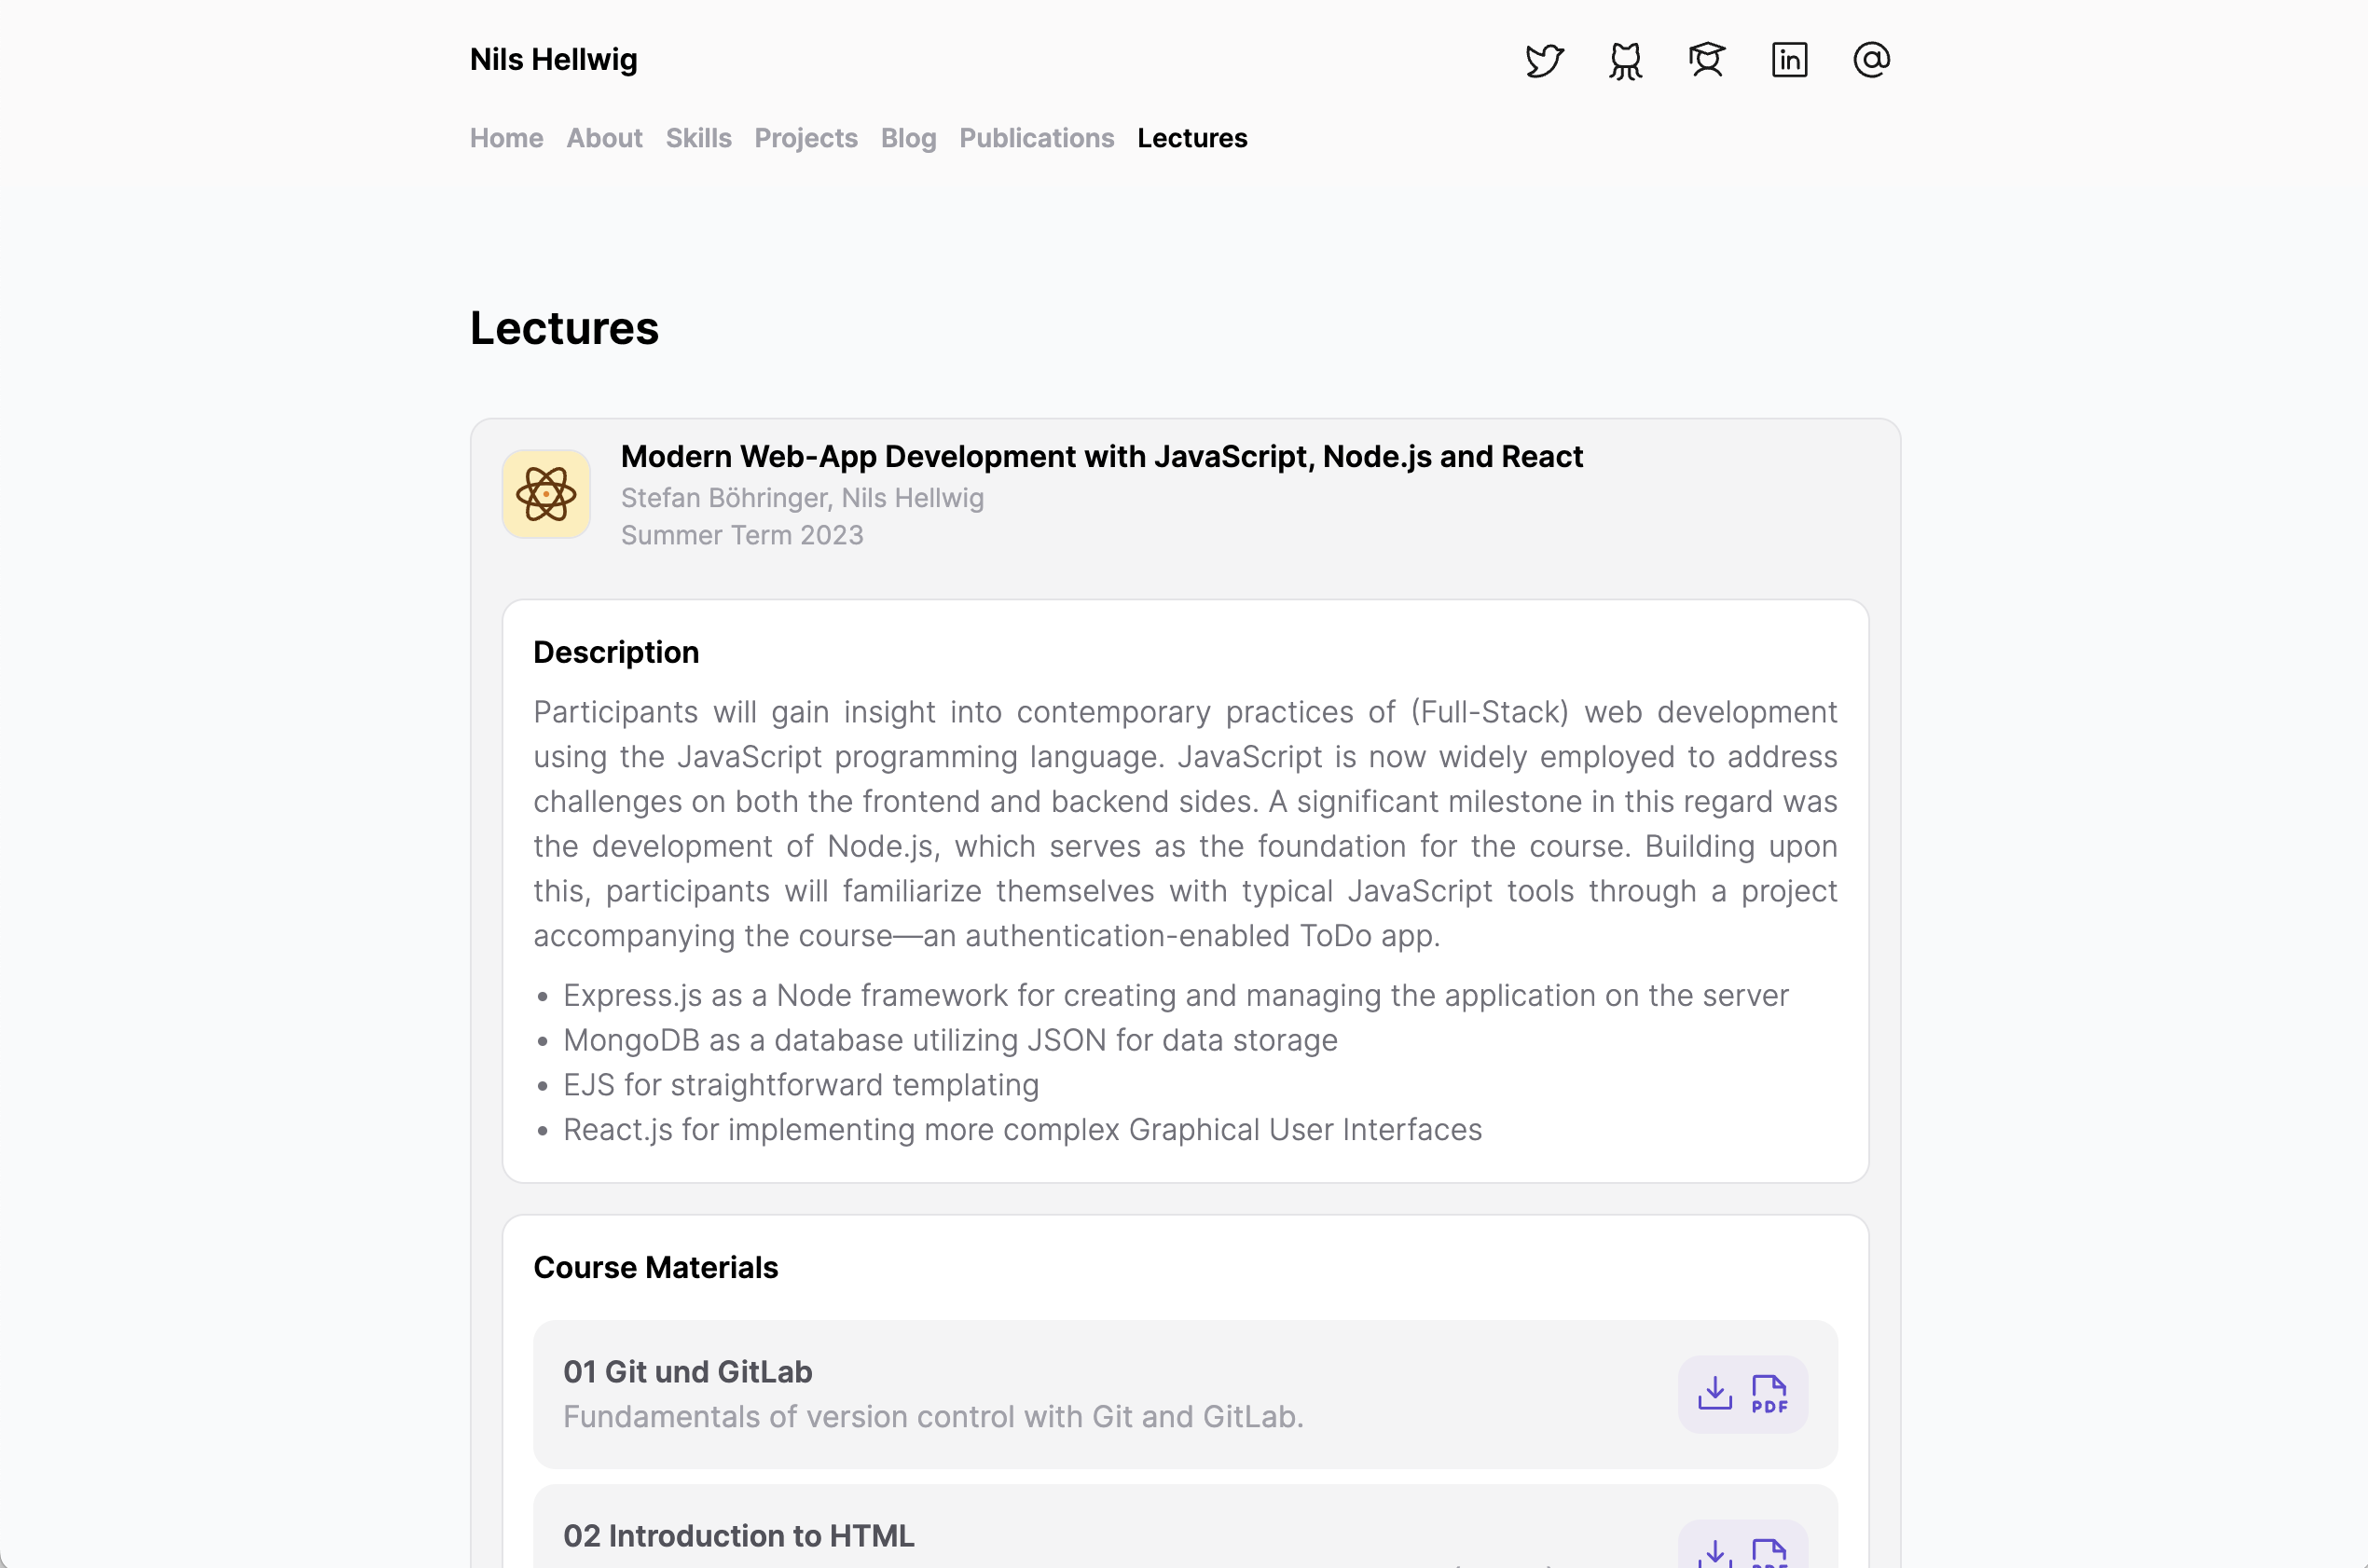 Nils Hellwig
in @
Home About Skills Projects Blog Publications Lectures
Lectures
Modern Web-App Development with JavaScript, Node.js and React
Stefan Böhringer, Nils Hellwig
Summer Term 2023
Description
Participants will gain insight into contemporary practices of (Full-Stack) web development
using the JavaScript programming language. JavaScript is now widely employed to address
challenges on both the frontend and backend sides. A significant milestone in this regard was
the development of Node.js, which serves as the foundation for the course. Building upon
this, participants will familiarize themselves with typical JavaScript tools through a project
accompanying the course—an authentication-enabled ToDo app.
• Express.js as a Node framework for creating and managing the application on the server
• MongoDB as a database utilizing JSON for data storage
• EJS for straightforward templating
• React.js for implementing more complex Graphical User Interfaces
Course Materials
01 Git und GitLab
Fundamentals of version control with Git and GitLab.
PDF
02 Introduction to HTML